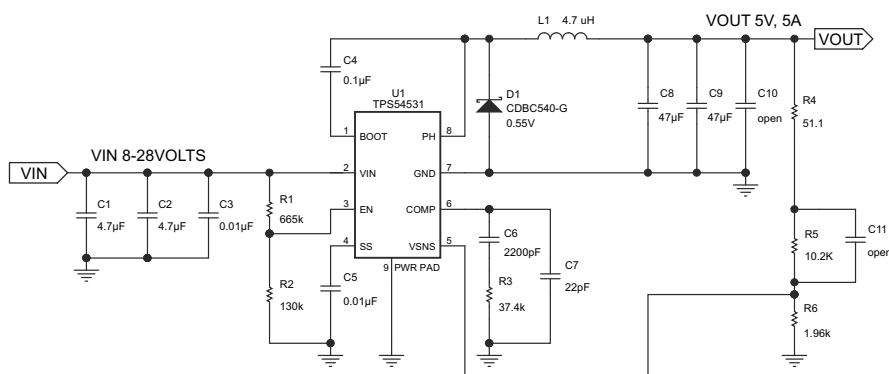 L1 4.7 uH
VOUT 5V, 5A
VOUT
C4
0.1µF
U1
TPS54531
D1
CDBC540-G
0.55V
C8
47µF
C9
47µF
C10
open
R4
51.1
1 BOOT
PH 8
VIN 8-28VOLTS
VIN
2 VIN
GND 7
C1
4.7µF
C2
4.7µF
C3
0.01µF
R1
665k
3 EN
COMP 6
4 SS
VSNS 5
9 PWR PAD
C6
2200pF
C7
22pF
R5
10.2K
C11
open
R2
130k
C5
0.01µF
R3
37.4k
R6
1.96k